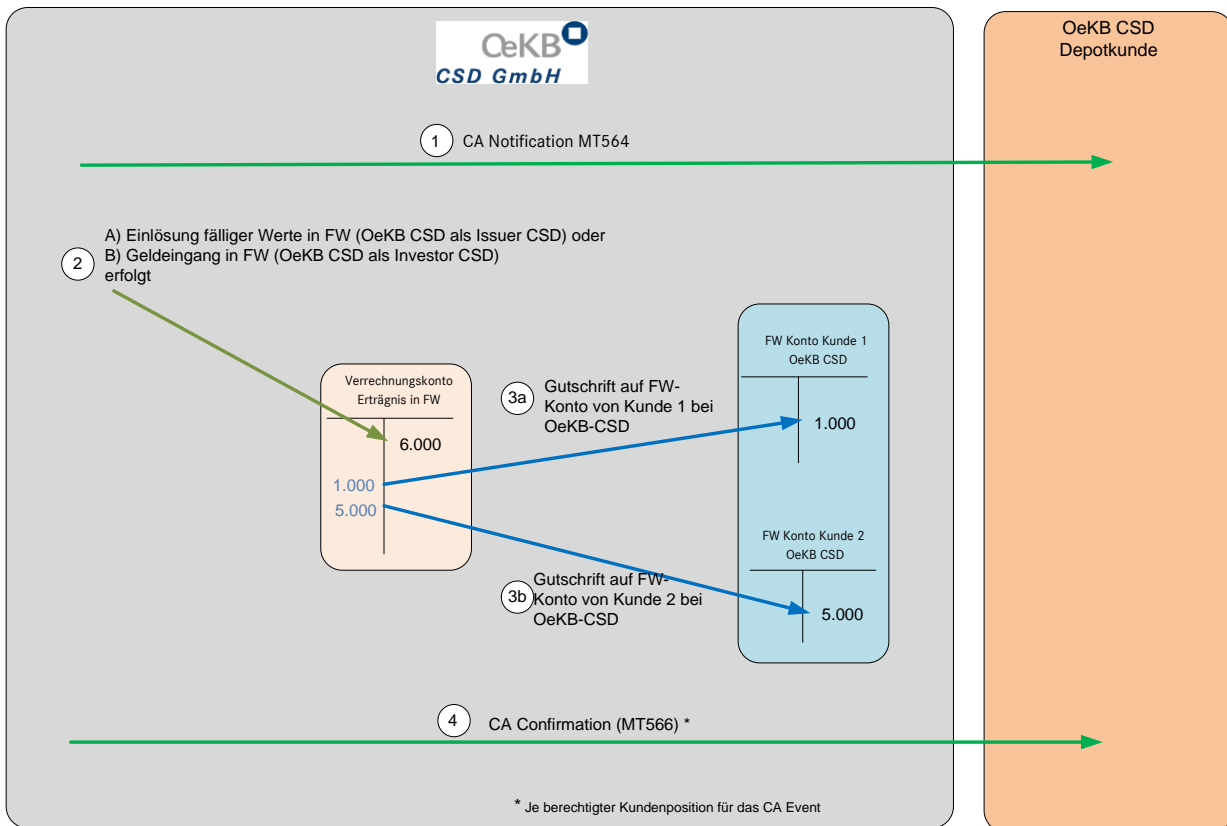 OeKB
CSD GmbH
OeKB CSD
Depotkunde
1
CA Notification MT564
2
A) Einlösung fälliger Werte in FW (OeKB CSD als Issuer CSD) oder
B) Geldeingang in FW (OeKB CSD als Investor CSD)
erfolgt
Verrechnungskonto
Erträgnis in FW
6.000
1.000
5.000
3a
Gutschrift auf FW-
Konto von Kunde 1 bei
OeKB-CSD
FW Konto Kunde 1
OeKB CSD
1.000
3b
Gutschrift auf FW-
Konto von Kunde 2 bei
OeKB-CSD
FW Konto Kunde 2
OeKB CSD
5.000
4
CA Confirmation (MT566) *
* Je berechtigter Kundenposition für das CA Event